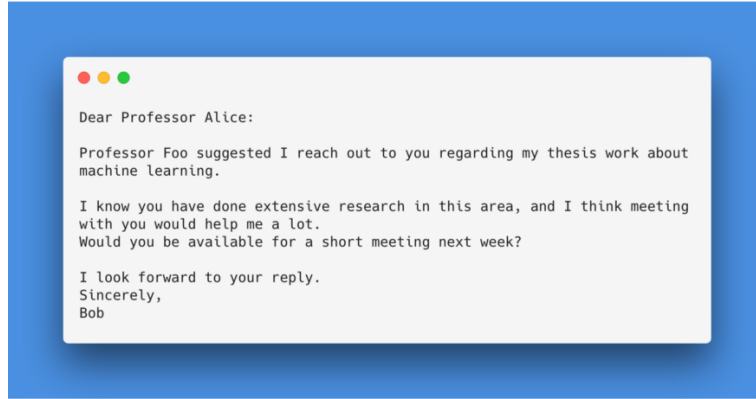 Dear Professor Alice:
Professor Foo suggested I reach out to you regarding my thesis work about
machine learning.
I know you have done extensive research in this area, and I think meeting
with you would help me a lot.
Would you be available for a short meeting next week?
I look forward to your reply.
Sincerely,
Bob